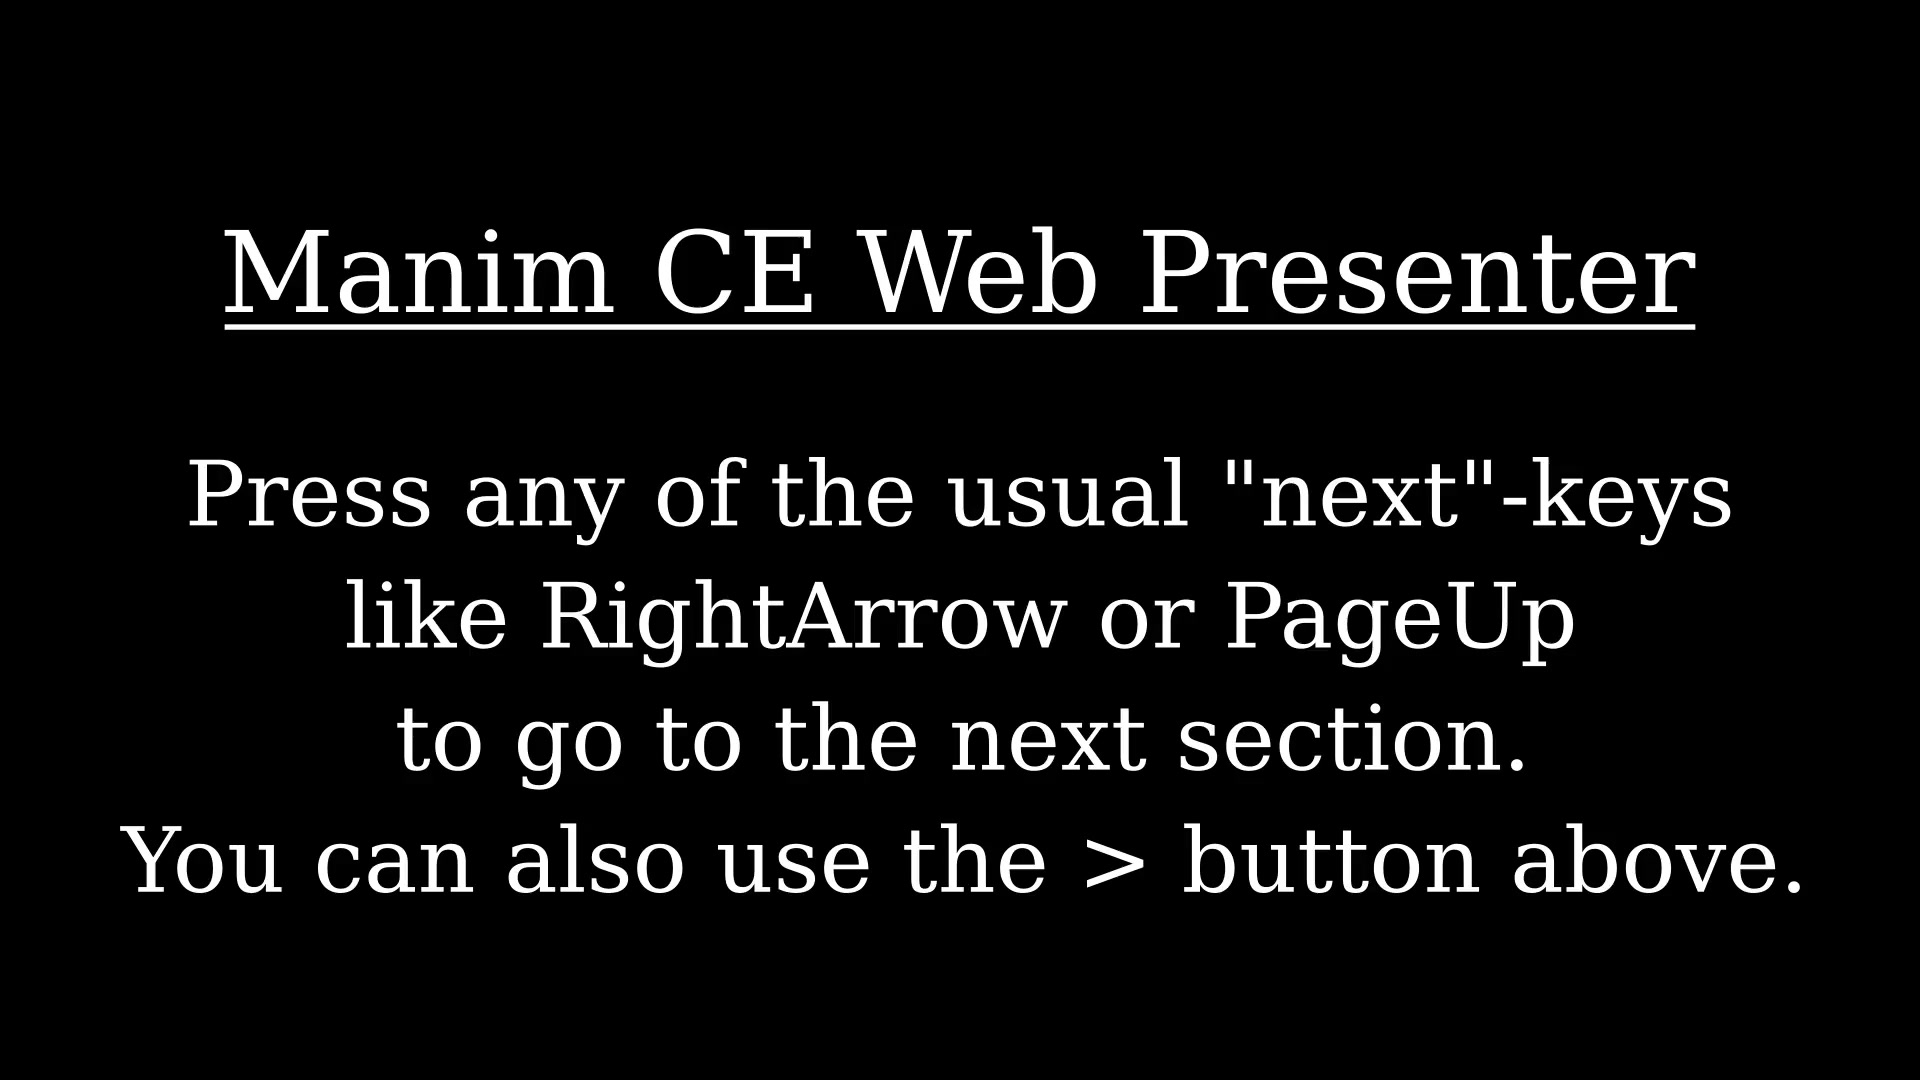 Manim CE Web Presenter
Press any of the usual "next"-keys
like RightArrow or PageUp
to go to the next section.
You can also use the > button above.